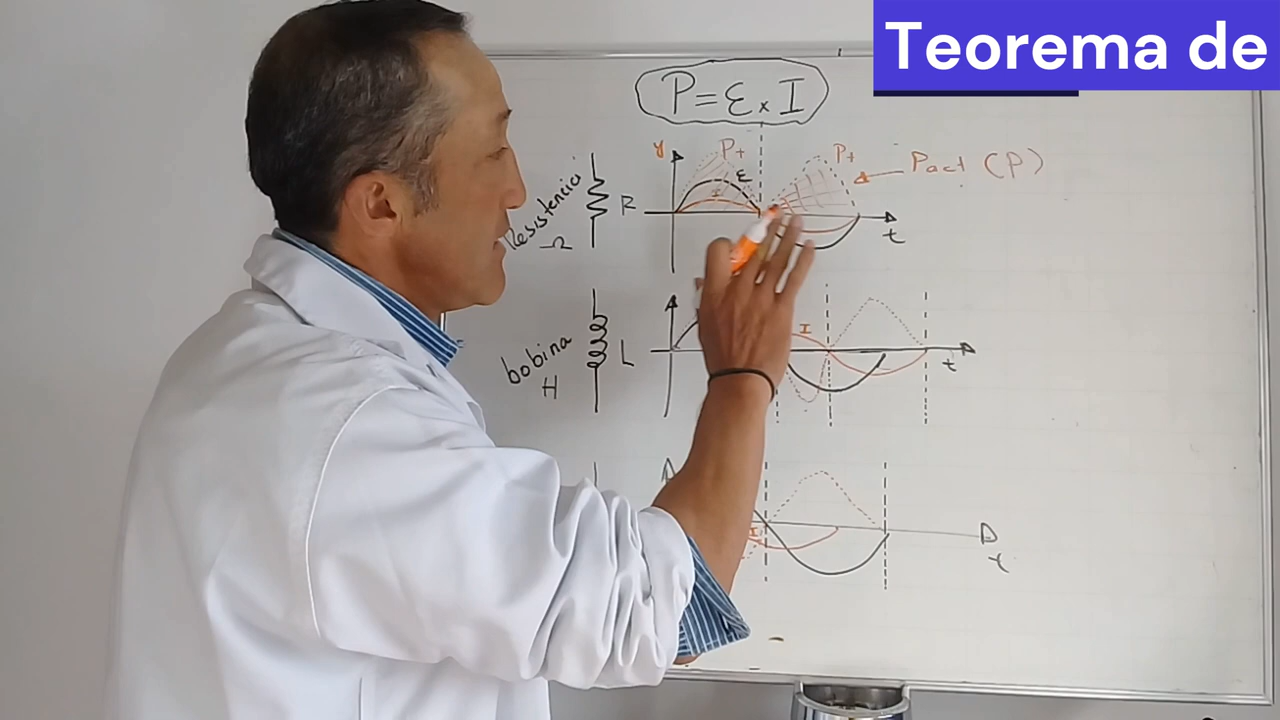 Teorema de
P = ε x I
y P+ P+ Pact (P)
ε
I
Resistencia R
Ω
t
I
bobina L
H
t
I
t